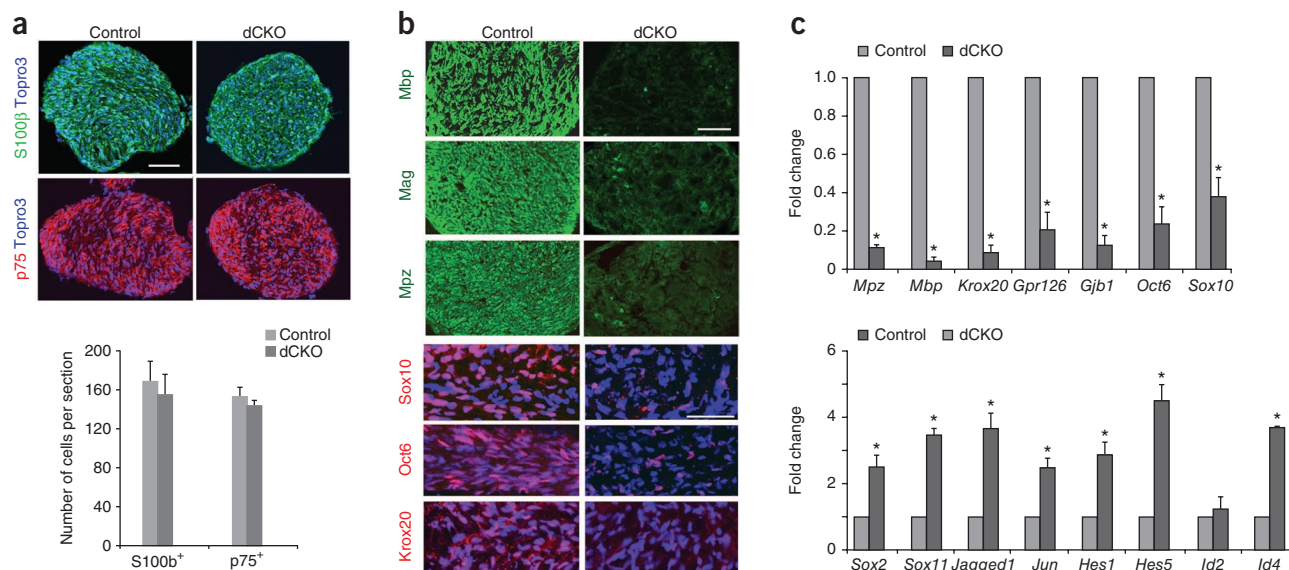 a
Control dCKO
S100β Topro3
p75 Topro3
Control
dCKO
Number of cells per section
200
160
120
80
40
0
S100b+ p75+
b
Control dCKO
Mbp
Mag
Mpz
Sox10
Oct6
Krox20
c
Control dCKO
Fold change
1.0
0.8
0.6
0.4
0.2
0
* * * * * * *
Mpz Mbp Krox20 Gpr126 Gjb1 Oct6 Sox10
Control dCKO
Fold change
6
4
2
0
* * * * * * *
Sox2 Sox11 Jagged1 Jun Hes1 Hes5 Id2 Id4